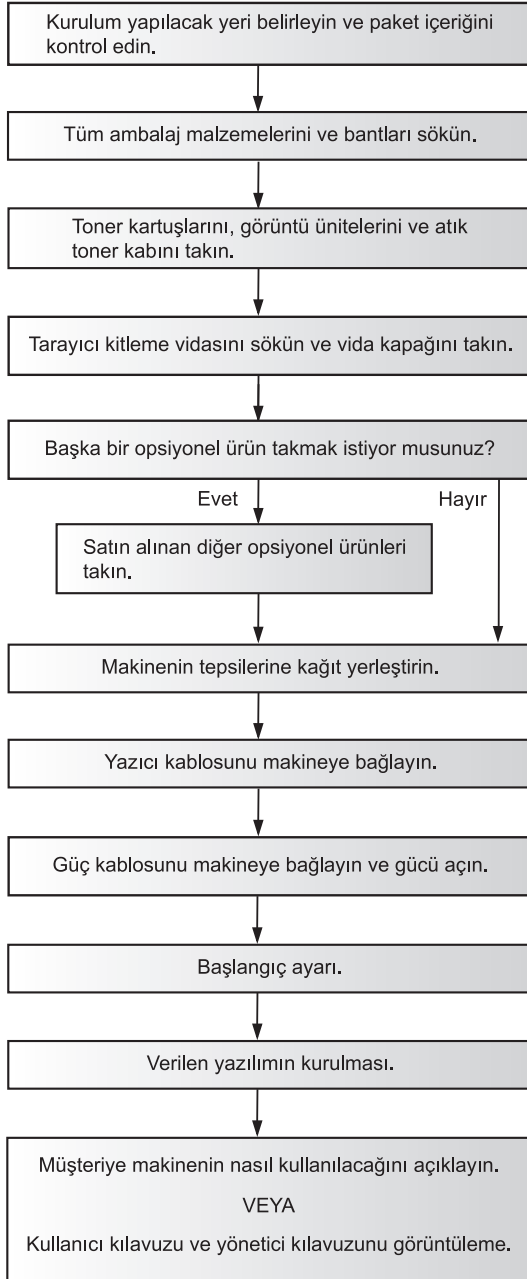 Kurulum yapılacak yeri belirleyin ve paket içeriğini
kontrol edin.
Tüm ambalaj malzemelerini ve bantları sökün.
Toner kartuşlarını, görüntü ünitelerini ve atık
toner kabını takın.
Tarayıcı kitleme vidasını sökün ve vida kapağını takın.
Başka bir opsiyonel ürün takmak istiyor musunuz?
Evet
Hayır
Satın alınan diğer opsiyonel ürünleri
takın.
Makinenin tepsilerine kağıt yerleştirin.
Yazıcı kablosunu makineye bağlayın.
Güç kablosunu makineye bağlayın ve gücü açın.
Başlangıç ayarı.
Verilen yazılımın kurulması.
Müşteriye makinenin nasıl kullanılacağını açıklayın.
VEYA
Kullanıcı kılavuzu ve yönetici kılavuzunu görüntüleme.